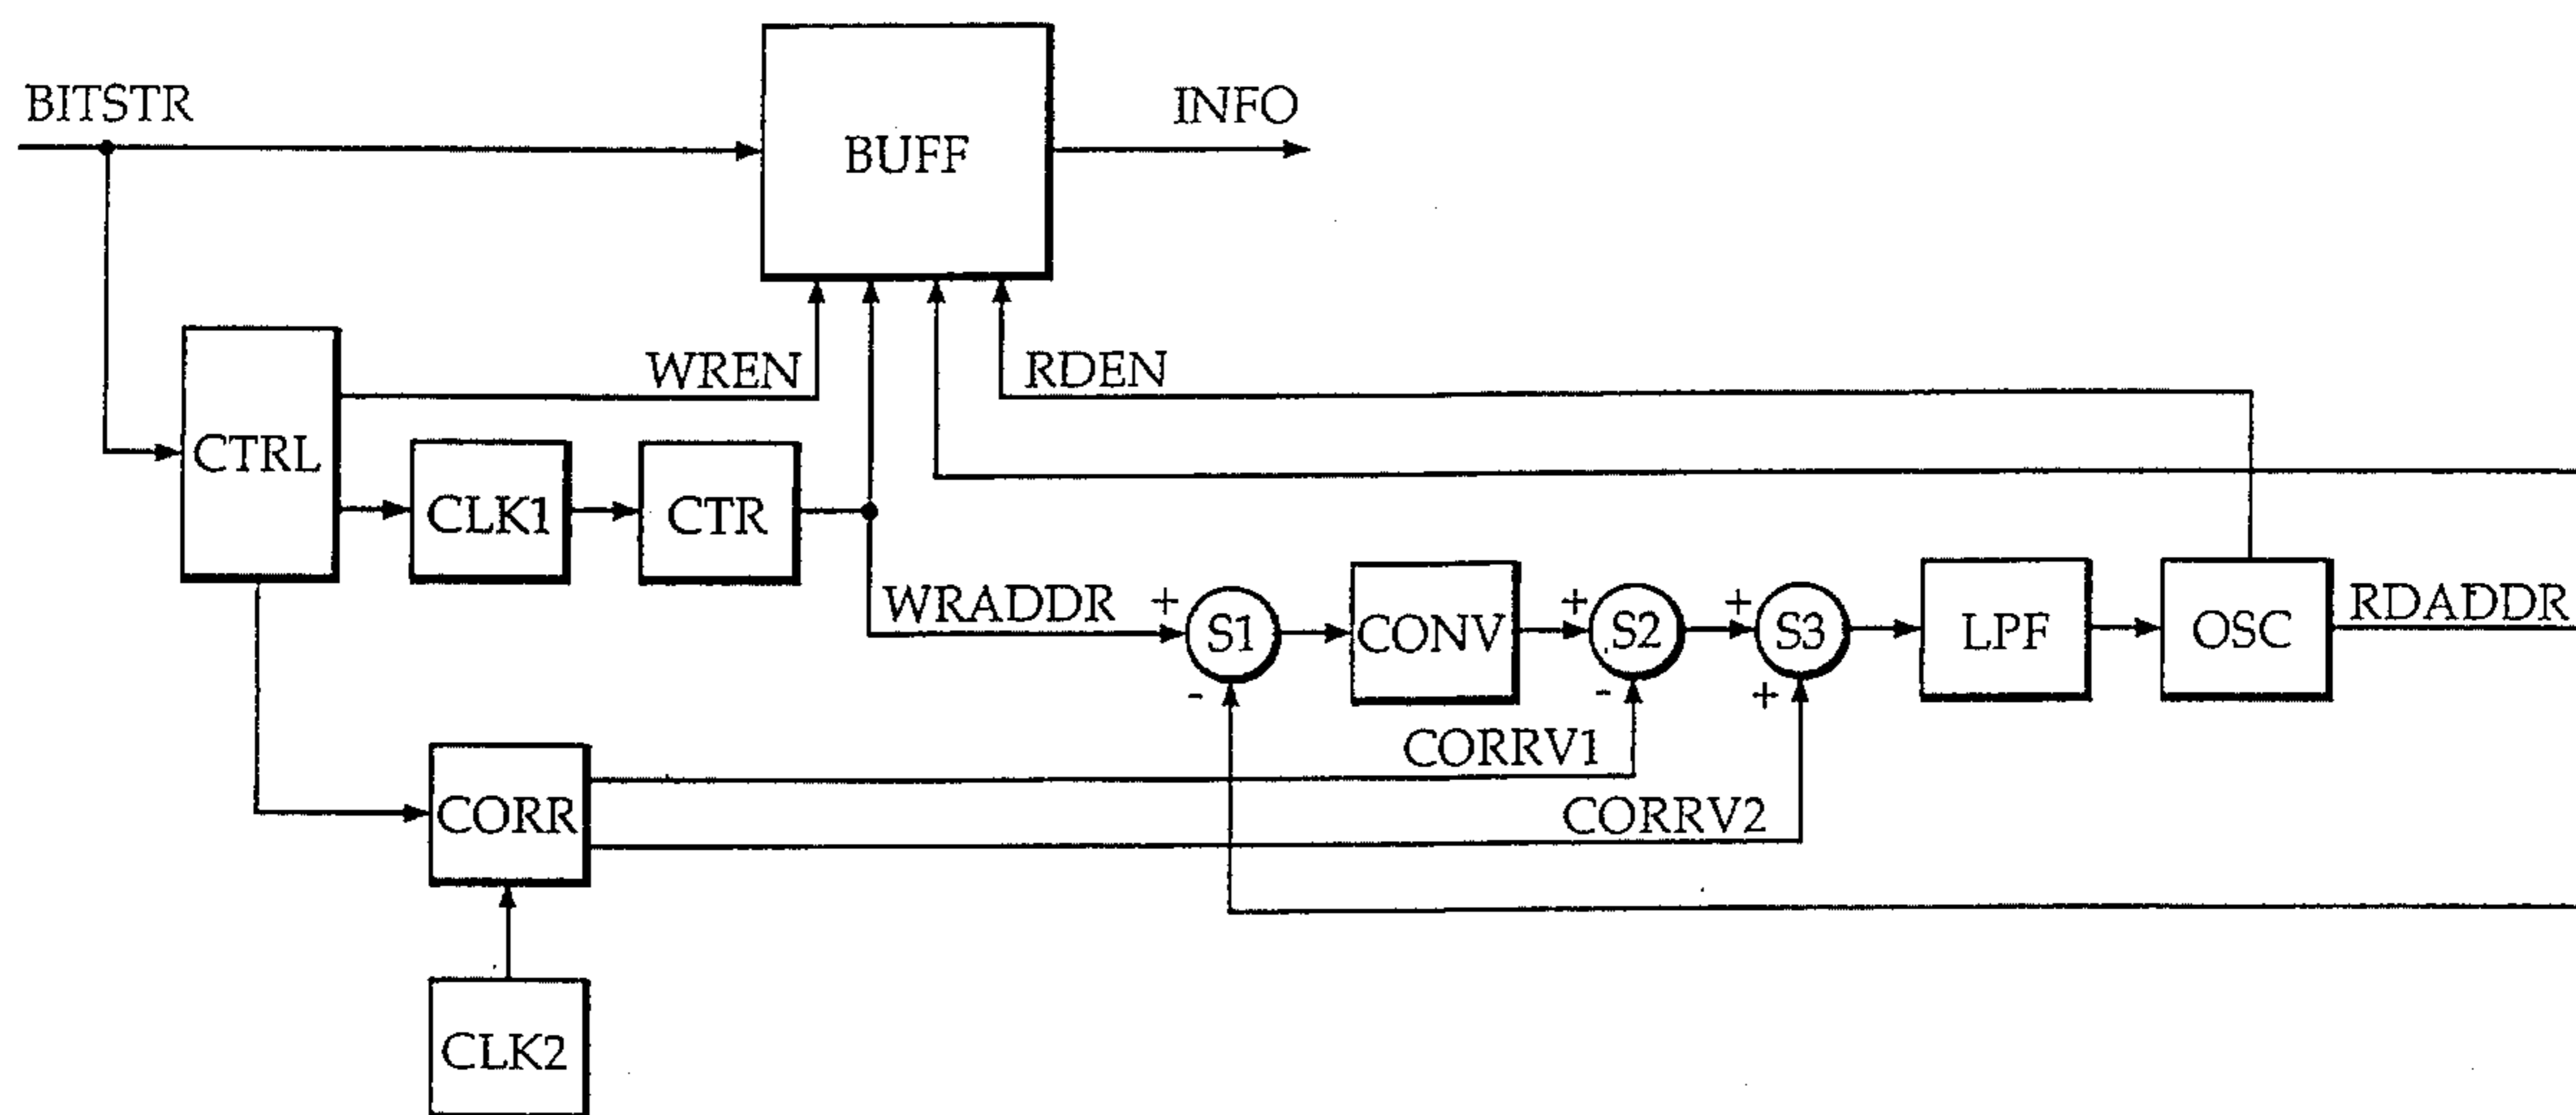 BITSTR
INFO
BUFF
WREN
RDEN
CTRL
CLK1
CTR
WRADDR
+
S1
-
CONV
+
S2
-
+
S3
+
LPF
OSC
RDADDR
CORRV1
CORR
CORRV2
CLK2